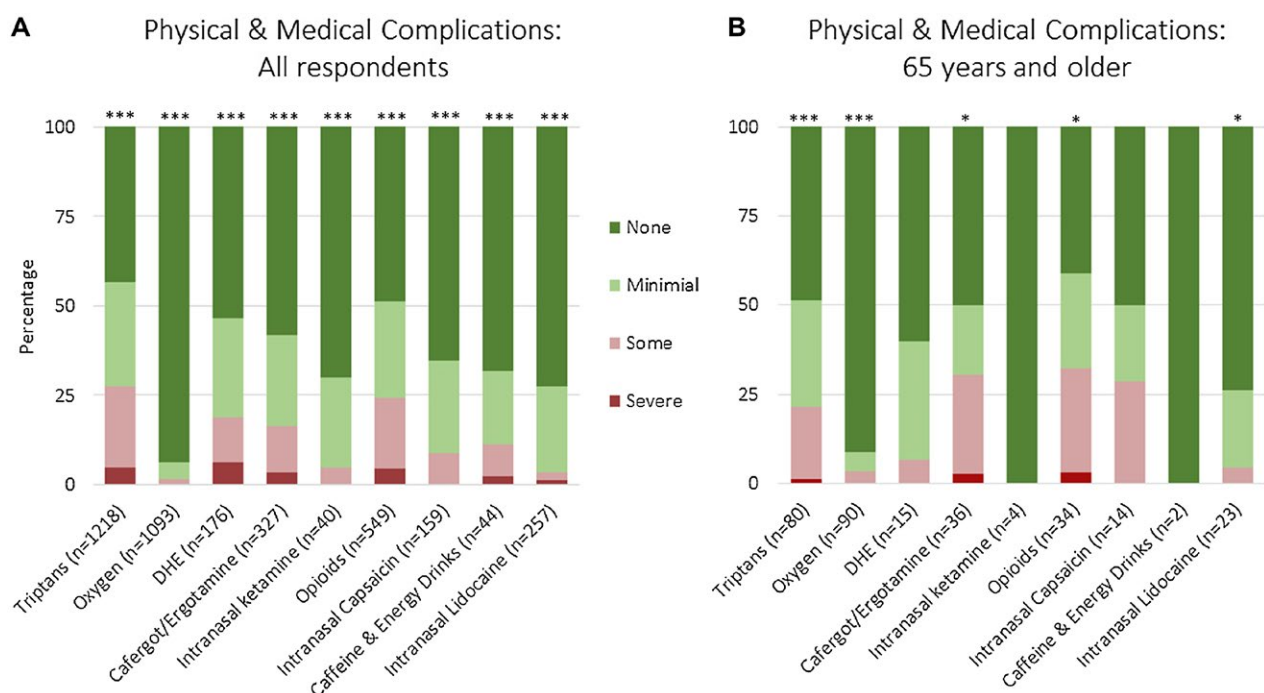 A
Physical & Medical Complications:
All respondents
*** *** *** *** *** *** *** *** ***
100
75
50
25
0
Percentage
Triptans (n=1218)
Oxygen (n=1093)
DHE (n=176)
Cafergot/Ergotamine (n=327)
Intranasal ketamine (n=40)
Opioids (n=549)
Intranasal Capsaicin (n=159)
Caffeine & Energy Drinks (n=44)
Intranasal Lidocaine (n=257)
None
Minimial
Some
Severe
B
Physical & Medical Complications:
65 years and older
*** *** * * *
100
75
50
25
0
Triptans (n=80)
Oxygen (n=90)
DHE (n=15)
Cafergot/Ergotamine (n=36)
Intranasal ketamine (n=4)
Opioids (n=34)
Intranasal Capsaicin (n=14)
Caffeine & Energy Drinks (n=2)
Intranasal Lidocaine (n=23)